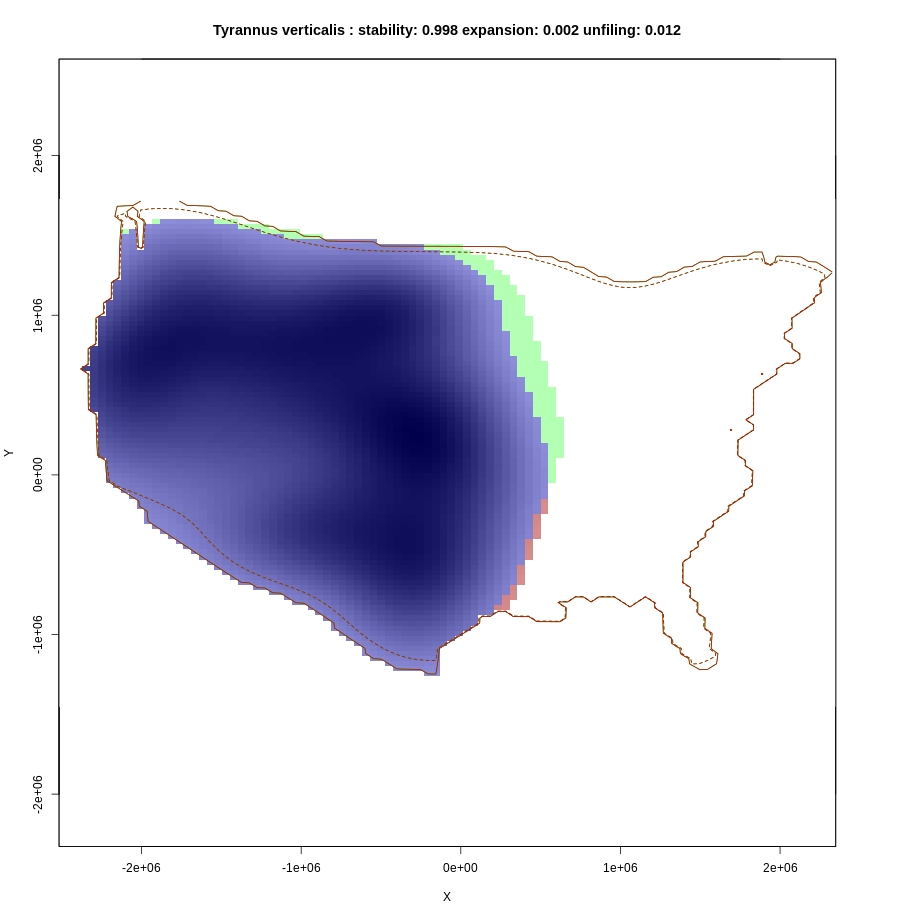 Tyrannus verticalis : stability: 0.998 expansion: 0.002 unfiling: 0.012
2e+06
1e+06
0e+00
-1e+06
-2e+06
Y
-2e+06 -1e+06 0e+00 1e+06 2e+06
X